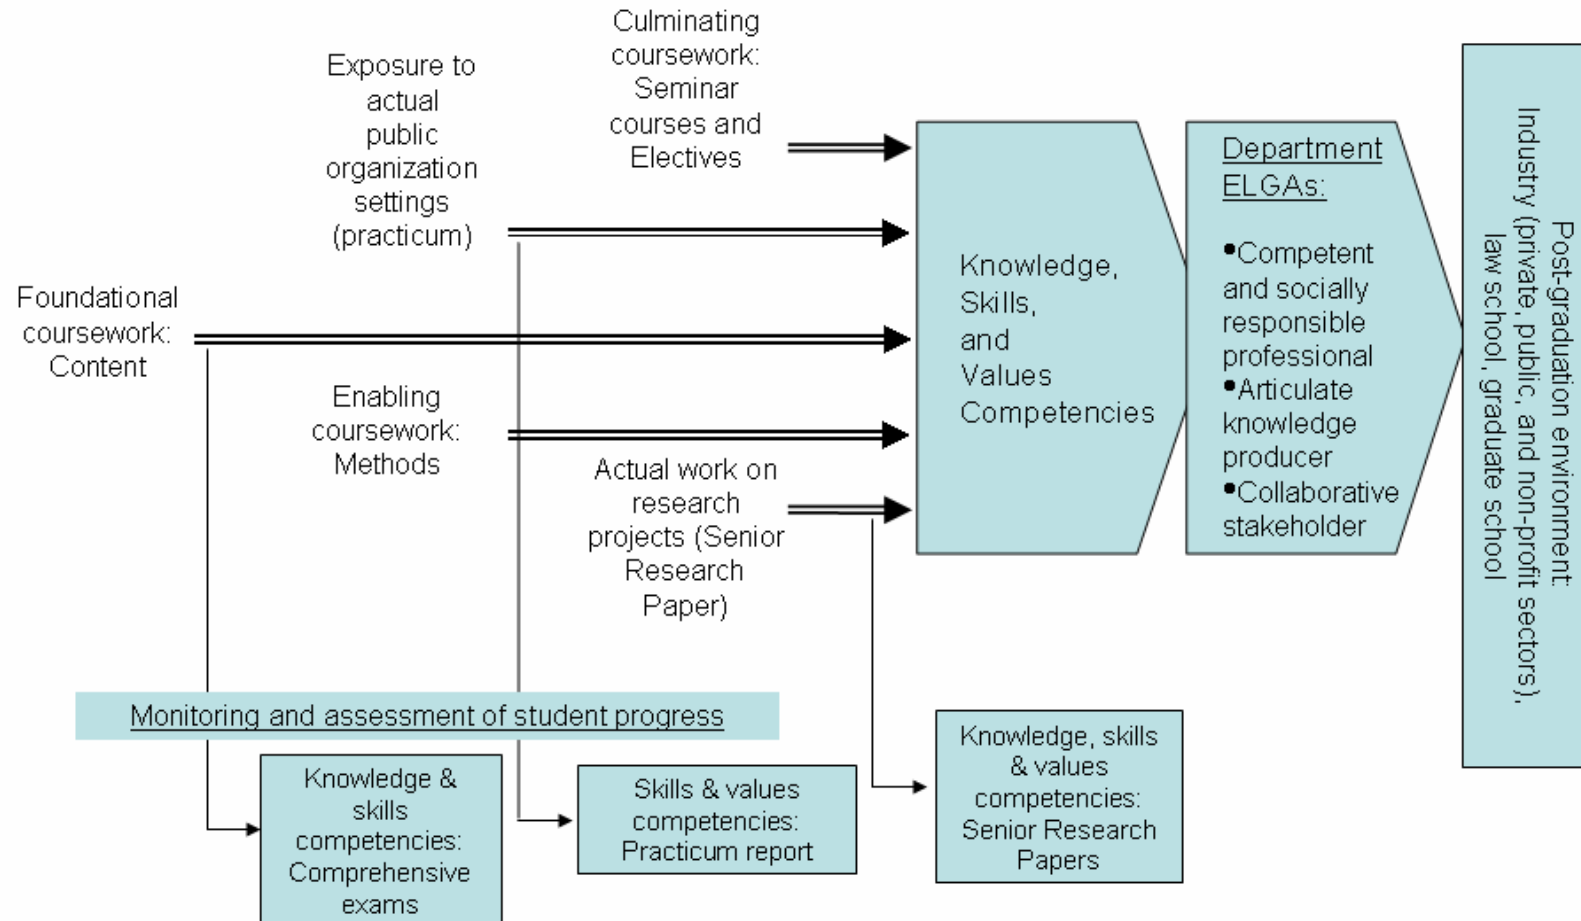 Culminating
coursework:
Seminar
courses and
Electives
Exposure to
actual
public
organization
settings
(practicum)
Foundational
coursework:
Content
Enabling
coursework:
Methods
Actual work on
research
projects (Senior
Research
Paper)
Knowledge,
Skills,
and
Values
Competencies
Department
ELGAs:
•Competent
and socially
responsible
professional
•Articulate
knowledge
producer
•Collaborative
stakeholder
Post-graduation environment:
Industry (private, public, and non-profit sectors),
law school, graduate school
Monitoring and assessment of student progress
Knowledge &
skills
competencies:
Comprehensive
exams
Skills & values
competencies:
Practicum report
Knowledge, skills
& values
competencies:
Senior Research
Papers